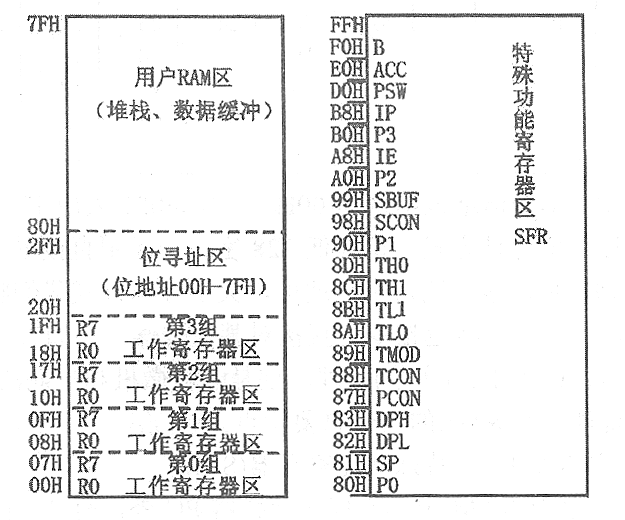 7FH
用户RAM区
（堆栈、数据缓冲）
80H
2FH
位寻址区
（位地址00H-7FH）
20H
1FH R7 第3组
18H R0 工作寄存器区
17H R7 第2组
10H R0 工作寄存器区
0FH R7 第1组
08H R0 工作寄存器区
07H R7 第0组
00H R0 工作寄存器区
FFH
F0H B
E0H ACC
D0H PSW
B8H IP
B0H P3
A8H IE
A0H P2
99H SBUF
98H SCON
90H P1
8DH TH0
8CH TH1
8BH TL1
8AH TL0
89H TMOD
88H TCON
87H PCON
83H DPH
82H DPL
81H SP
80H P0
特殊功能寄存器区
SFR